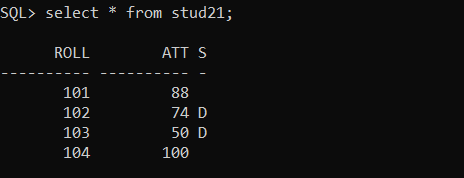 SQL> select * from stud21;
      ROLL        ATT S
---------- ---------- -
       101         88
       102         74 D
       103         50 D
       104        100